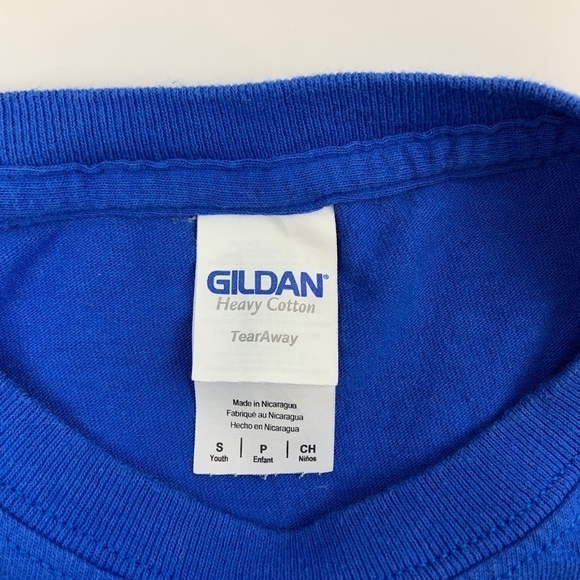 GILDAN®
Heavy Cotton
TearAway
Made in Nicaragua
Fabriqué au Nicaragua
Hecho en Nicaragua
S | P | CH
Youth Enfant Niños